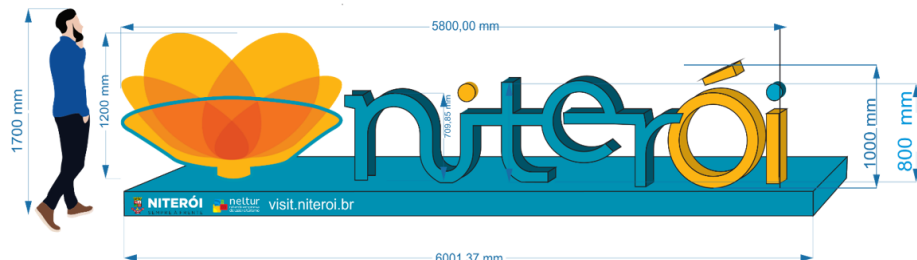 5800,00 mm
1700 mm
1200 mm
niterói
709.85 mm
1000 mm
800 mm
NITERÓI
neltur
visit.niteroi.br
6001,37 mm